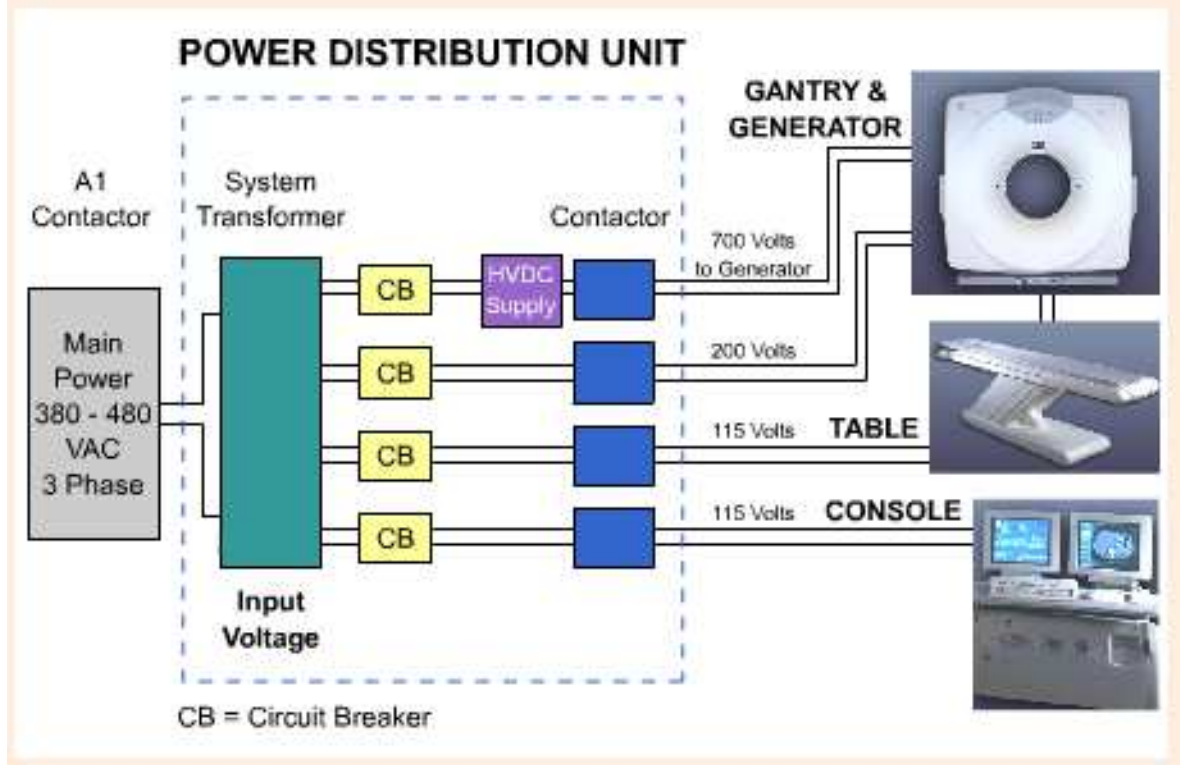 POWER DISTRIBUTION UNIT
GANTRY &
GENERATOR
A1
Contactor
System
Transformer
Contactor
700 Volts
to Generator
CB
HVDC
Supply
Main
Power
380 - 480
VAC
3 Phase
200 Volts
CB
115 Volts
TABLE
CB
115 Volts
CONSOLE
CB
Input
Voltage
CB = Circuit Breaker